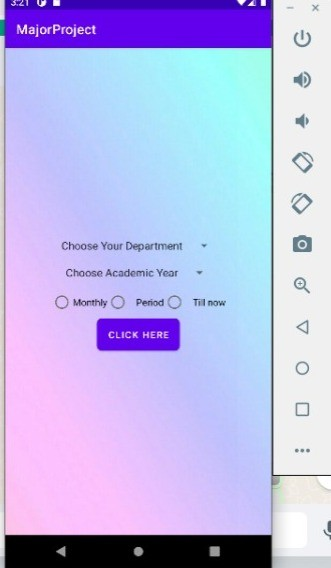 3:21
MajorProject
Choose Your Department
Choose Academic Year
Monthly Period Till now
CLICK HERE